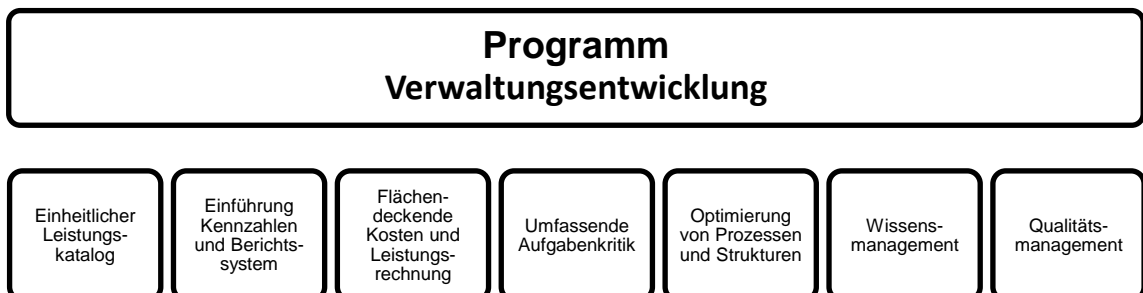 Programm
Verwaltungsentwicklung
Einheitlicher
Leistungs-
katalog
Einführung
Kennzahlen
und Berichts-
system
Flächen-
deckende
Kosten und
Leistungs-
rechnung
Umfassende
Aufgabenkritik
Optimierung
von Prozessen
und Strukturen
Wissens-
management
Qualitäts-
management